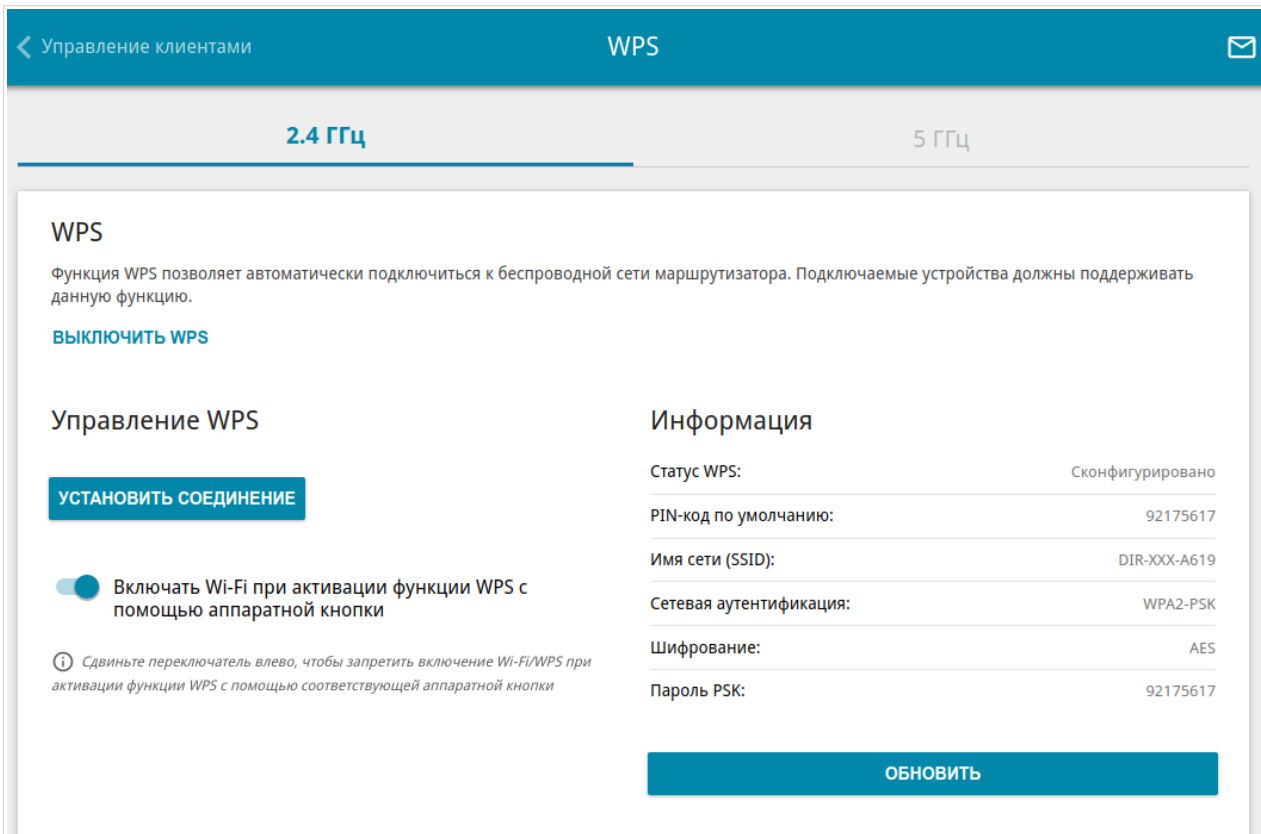 Управление клиентами
WPS
2.4 ГГц
5 ГГц
WPS
Функция WPS позволяет автоматически подключиться к беспроводной сети маршрутизатора. Подключаемые устройства должны поддерживать
данную функцию.
ВЫКЛЮЧИТЬ WPS
Управление WPS
УСТАНОВИТЬ СОЕДИНЕНИЕ
Включать Wi-Fi при активации функции WPS с
помощью аппаратной кнопки
Сдвиньте переключатель влево, чтобы запретить включение Wi-Fi/WPS при
активации функции WPS с помощью соответствующей аппаратной кнопки
Информация
Статус WPS: Сконфигурировано
PIN-код по умолчанию: 92175617
Имя сети (SSID): DIR-XXX-A619
Сетевая аутентификация: WPA2-PSK
Шифрование: AES
Пароль PSK: 92175617
ОБНОВИТЬ